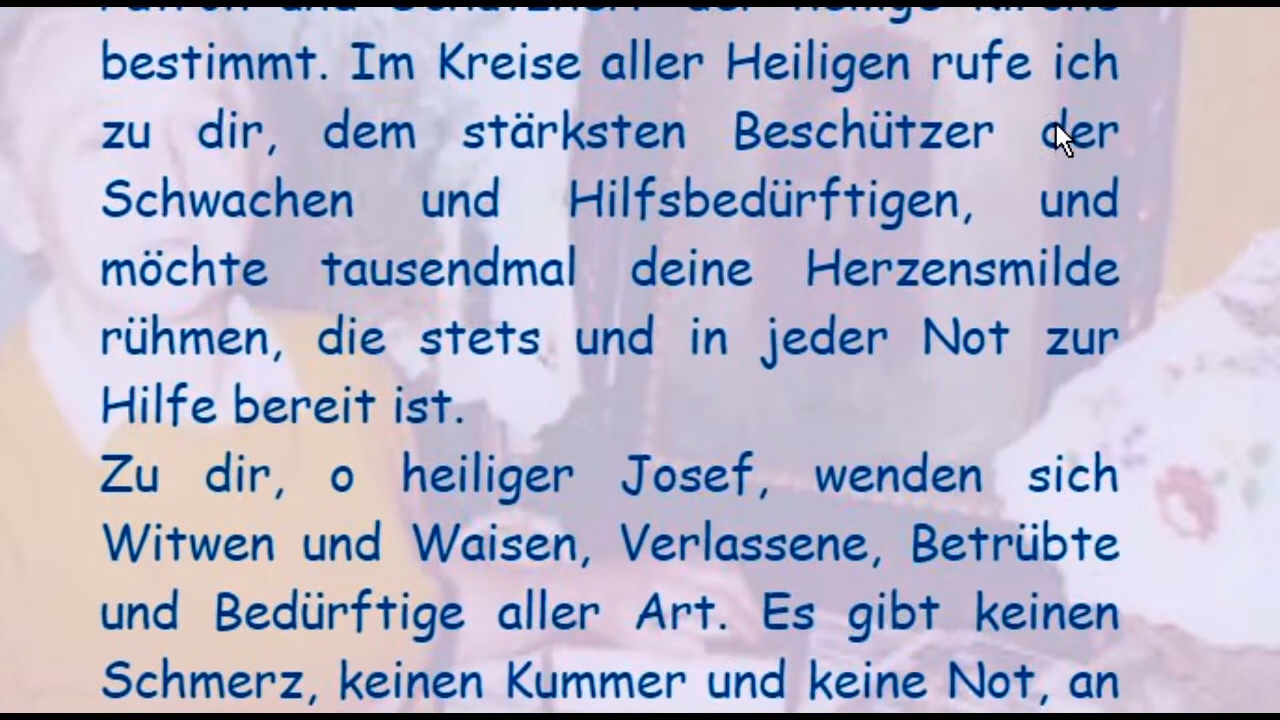 bestimmt. Im Kreise aller Heiligen rufe ich
zu dir, dem stärksten Beschützer der
Schwachen und Hilfsbedürftigen, und
möchte tausendmal deine Herzensmilde
rühmen, die stets und in jeder Not zur
Hilfe bereit ist.
Zu dir, o heiliger Josef, wenden sich
Witwen und Waisen, Verlassene, Betrübte
und Bedürftige aller Art. Es gibt keinen
Schmerz, keinen Kummer und keine Not, an